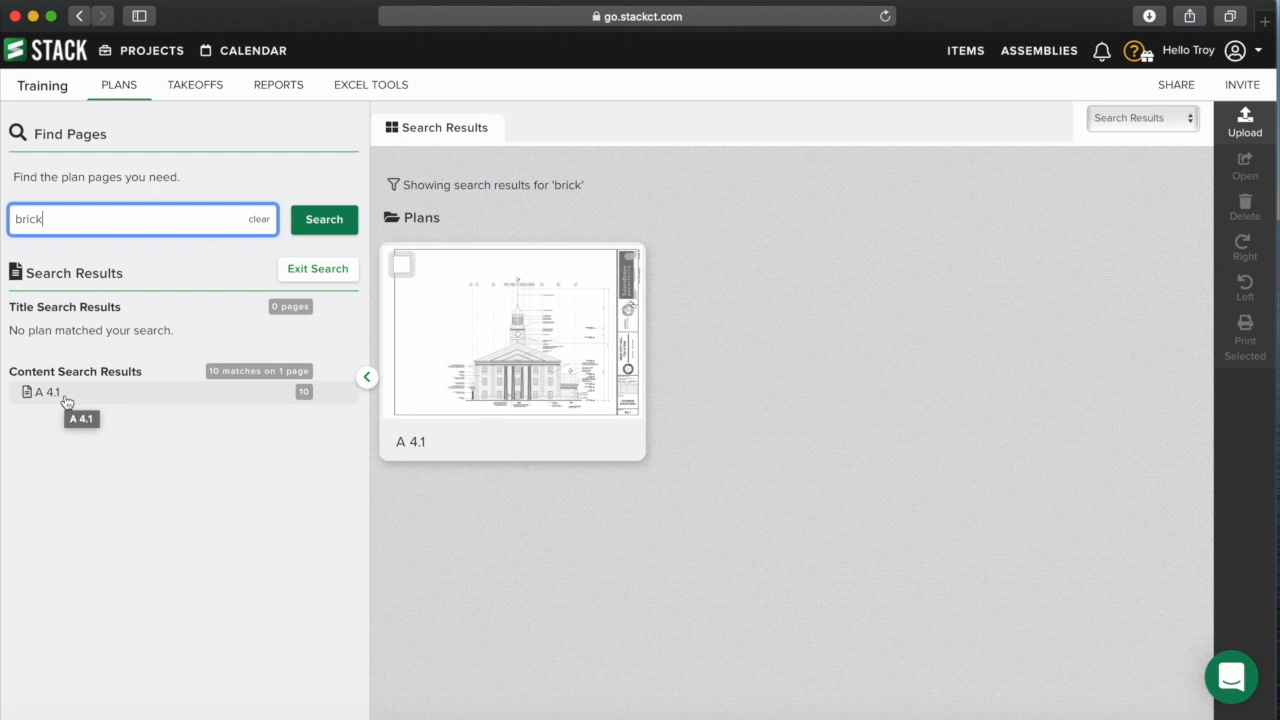 go.stackct.com
STACK PROJECTS CALENDAR ITEMS ASSEMBLIES Hello Troy
Training PLANS TAKEOFFS REPORTS EXCEL TOOLS SHARE INVITE
Find Pages
Find the plan pages you need.
brick clear Search
Search Results Exit Search
Title Search Results 0 pages
No plan matched your search.
Content Search Results 10 matches on 1 page
A 4.1 10
A 4.1
Search Results
Search Results
Showing search results for 'brick'
Plans
A 4.1
Upload
Open
Delete
Right
Left
Print
Selected